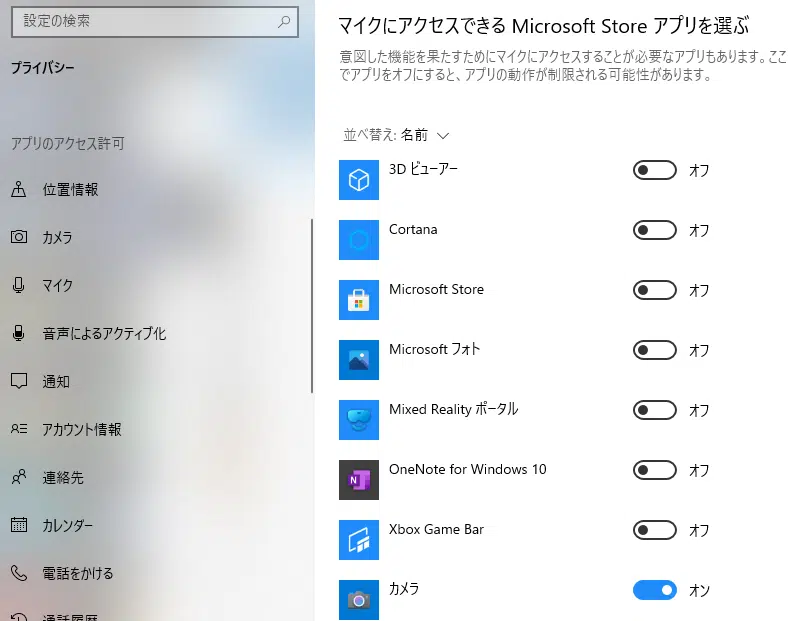 設定の検索
プライバシー
アプリのアクセス許可
位置情報
カメラ
マイク
音声によるアクティブ化
通知
アカウント情報
連絡先
カレンダー
電話をかける
通話履歴
マイクにアクセスできる Microsoft Store アプリを選ぶ
意図した機能を果たすためにマイクにアクセスすることが必要なアプリもあります。ここ
でアプリをオフにすると、アプリの動作が制限される可能性があります。
並べ替え: 名前
3D ビューアー オフ
Cortana オフ
Microsoft Store オフ
Microsoft フォト オフ
Mixed Reality ポータル オフ
N OneNote for Windows 10 オフ
Xbox Game Bar オフ
カメラ オン